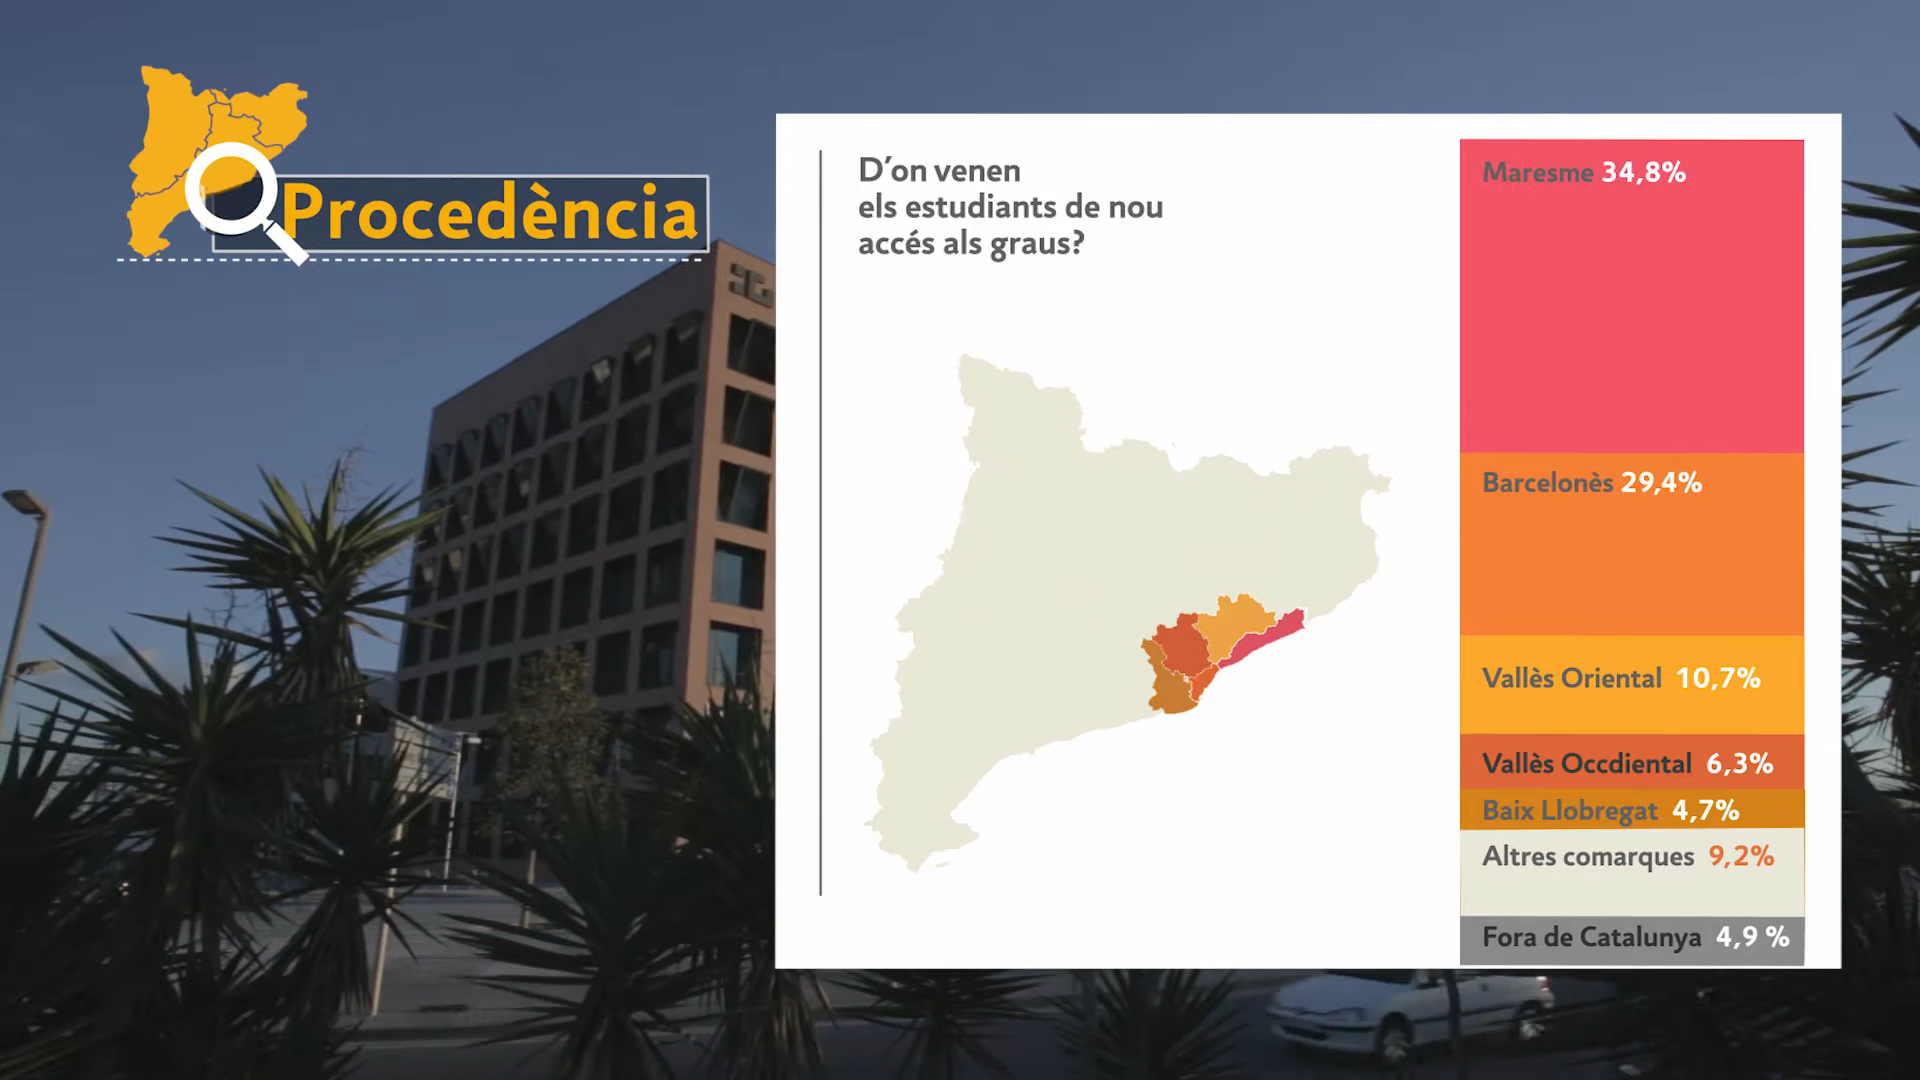 Procedència
D’on venen
els estudiants de nou
accés als graus?
Maresme 34,8%
Barcelonès 29,4%
Vallès Oriental 10,7%
Vallès Occdiental 6,3%
Baix Llobregat 4,7%
Altres comarques 9,2%
Fora de Catalunya 4,9 %